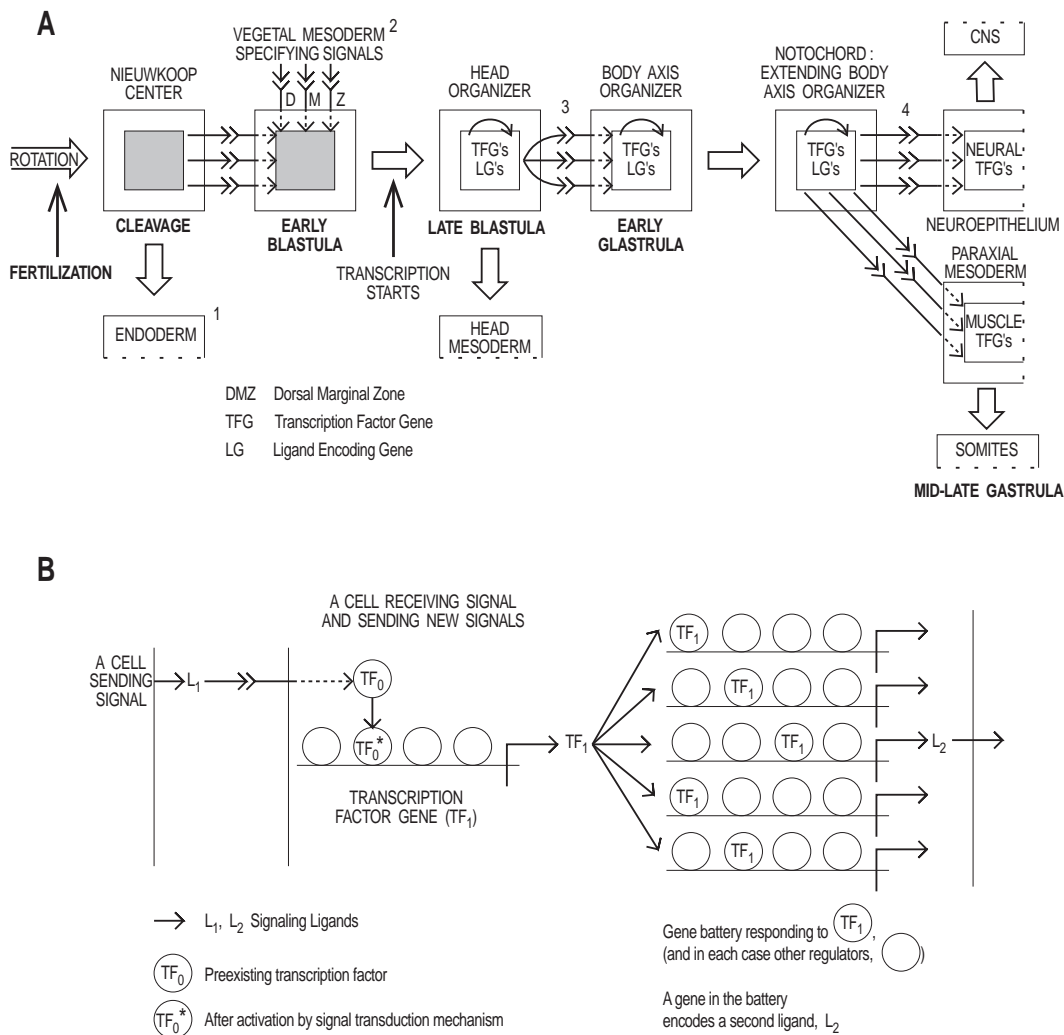 A
NIEUWKOOP
CENTER
VEGETAL MESODERM 2
SPECIFYING SIGNALS
D M Z
HEAD
ORGANIZER
3
BODY AXIS
ORGANIZER
NOTOCHORD :
EXTENDING BODY
AXIS ORGANIZER
4
CNS
ROTATION
TFG's
LG's
TFG's
LG's
TFG's
LG's
NEURAL
TFG's
CLEAVAGE
EARLY
BLASTULA
LATE BLASTULA
EARLY
GLASTRULA
NEUROEPITHELIUM
PARAXIAL
MESODERM
FERTILIZATION
TRANSCRIPTION
STARTS
ENDODERM 1
HEAD
MESODERM
MUSCLE
TFG's
DMZ Dorsal Marginal Zone
TFG Transcription Factor Gene
LG Ligand Encoding Gene
SOMITES
MID-LATE GASTRULA
B
A CELL RECEIVING SIGNAL
AND SENDING NEW SIGNALS
A CELL
SENDING
SIGNAL
L1
TF0
TF0*
TF1
TRANSCRIPTION
FACTOR GENE (TF1)
TF1
TF1
TF1
TF1
TF1
L2
L1, L2 Signaling Ligands
TF0 Preexisting transcription factor
TF0* After activation by signal transduction mechanism
Gene battery responding to TF1,
(and in each case other regulators, )
A gene in the battery
encodes a second ligand, L2